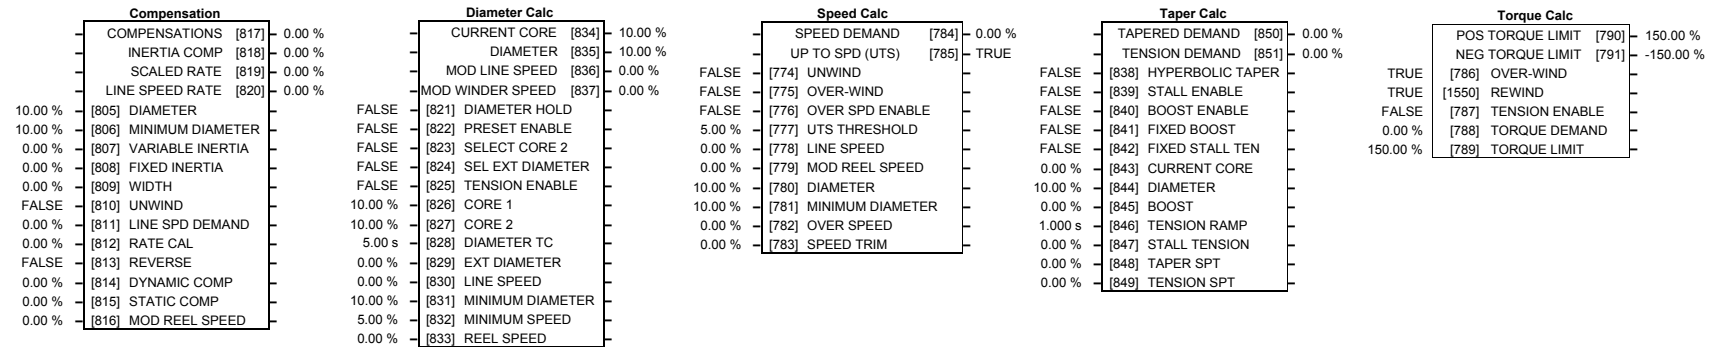 Compensation
COMPENSATIONS [817] 0.00 %
INERTIA COMP [818] 0.00 %
SCALED RATE [819] 0.00 %
LINE SPEED RATE [820] 0.00 %
10.00 % [805] DIAMETER
10.00 % [806] MINIMUM DIAMETER
0.00 % [807] VARIABLE INERTIA
0.00 % [808] FIXED INERTIA
0.00 % [809] WIDTH
FALSE [810] UNWIND
0.00 % [811] LINE SPD DEMAND
0.00 % [812] RATE CAL
FALSE [813] REVERSE
0.00 % [814] DYNAMIC COMP
0.00 % [815] STATIC COMP
0.00 % [816] MOD REEL SPEED
Diameter Calc
CURRENT CORE [834] 10.00 %
DIAMETER [835] 10.00 %
MOD LINE SPEED [836] 0.00 %
MOD WINDER SPEED [837] 0.00 %
FALSE [821] DIAMETER HOLD
FALSE [822] PRESET ENABLE
FALSE [823] SELECT CORE 2
FALSE [824] SEL EXT DIAMETER
FALSE [825] TENSION ENABLE
10.00 % [826] CORE 1
10.00 % [827] CORE 2
5.00 s [828] DIAMETER TC
0.00 % [829] EXT DIAMETER
0.00 % [830] LINE SPEED
10.00 % [831] MINIMUM DIAMETER
5.00 % [832] MINIMUM SPEED
0.00 % [833] REEL SPEED
Speed Calc
SPEED DEMAND [784] 0.00 %
UP TO SPD (UTS) [785] TRUE
FALSE [774] UNWIND
FALSE [775] OVER-WIND
FALSE [776] OVER SPD ENABLE
5.00 % [777] UTS THRESHOLD
0.00 % [778] LINE SPEED
0.00 % [779] MOD REEL SPEED
10.00 % [780] DIAMETER
10.00 % [781] MINIMUM DIAMETER
0.00 % [782] OVER SPEED
0.00 % [783] SPEED TRIM
Taper Calc
TAPERED DEMAND [850] 0.00 %
TENSION DEMAND [851] 0.00 %
FALSE [838] HYPERBOLIC TAPER
FALSE [839] STALL ENABLE
FALSE [840] BOOST ENABLE
FALSE [841] FIXED BOOST
FALSE [842] FIXED STALL TEN
0.00 % [843] CURRENT CORE
10.00 % [844] DIAMETER
0.00 % [845] BOOST
1.000 s [846] TENSION RAMP
0.00 % [847] STALL TENSION
0.00 % [848] TAPER SPT
0.00 % [849] TENSION SPT
Torque Calc
POS TORQUE LIMIT [790] 150.00 %
NEG TORQUE LIMIT [791] -150.00 %
TRUE [786] OVER-WIND
TRUE [1550] REWIND
FALSE [787] TENSION ENABLE
0.00 % [788] TORQUE DEMAND
150.00 % [789] TORQUE LIMIT